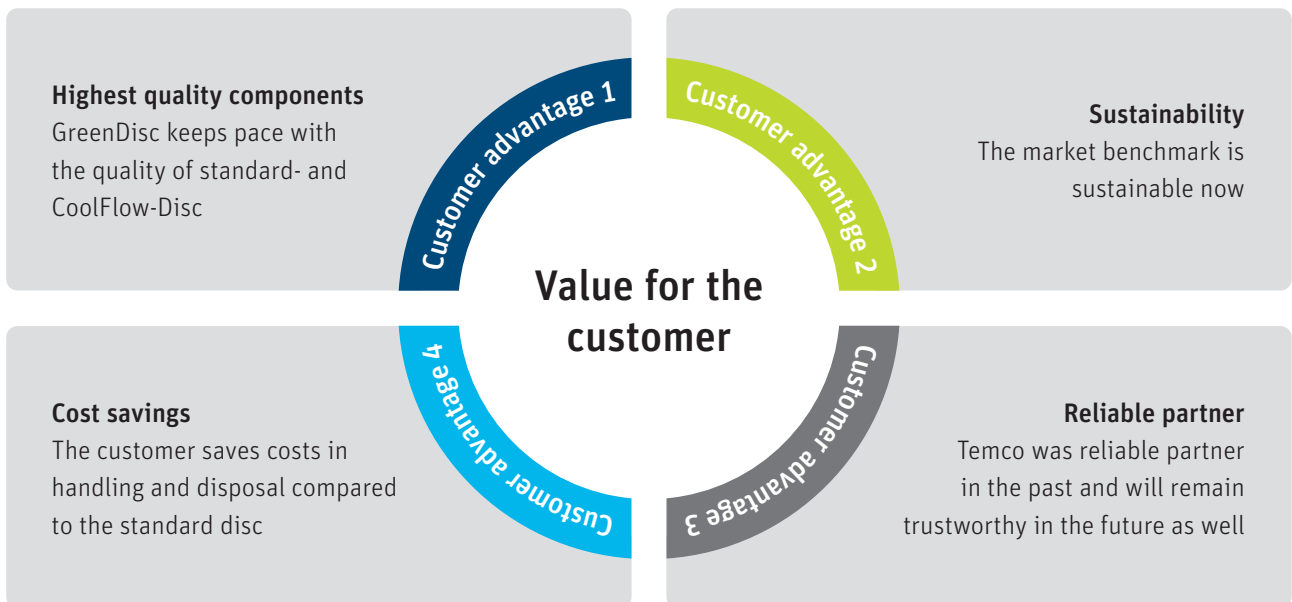 Highest quality components
GreenDisc keeps pace with
the quality of standard- and
CoolFlow-Disc
Customer advantage 1
Customer advantage 2
Sustainability
The market benchmark is
sustainable now
Value for the
customer
Cost savings
The customer saves costs in
handling and disposal compared
to the standard disc
Customer advantage 4
Customer advantage 3
Reliable partner
Temco was reliable partner
in the past and will remain
trustworthy in the future as well